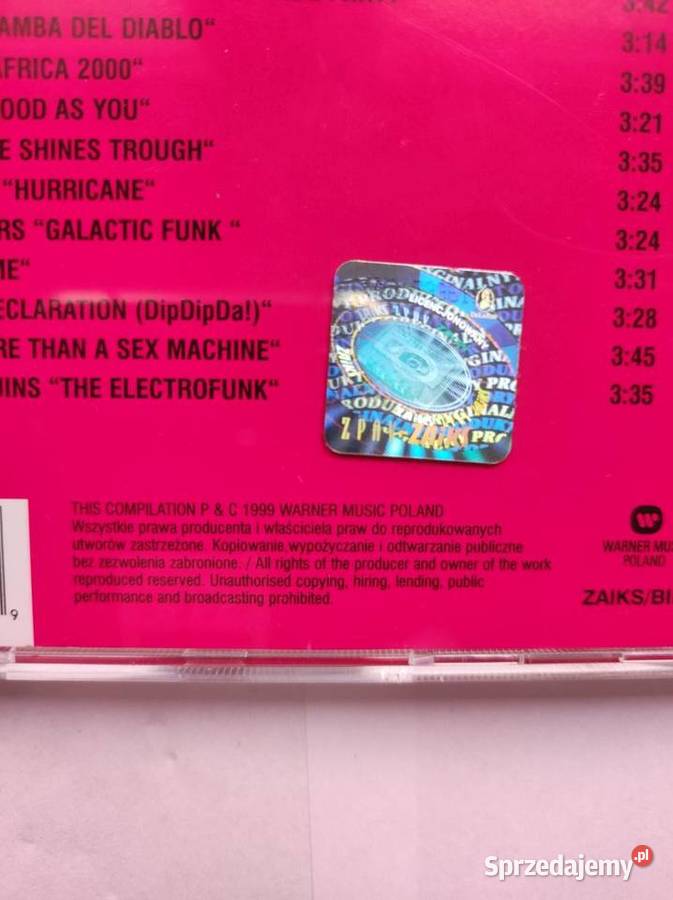 3:42
AMBA DEL DIABLO“ 3:14
AFRICA 2000“ 3:39
OOD AS YOU“ 3:21
E SHINES TROUGH“ 3:35
“HURRICANE“ 3:24
RS “GALACTIC FUNK “ 3:24
ME“ 3:31
ECLARATION (DipDipDa!)“ 3:28
RE THAN A SEX MACHINE“ 3:45
INS “THE ELECTROFUNK“ 3:35
LICENCJONOWANY
ZAiKS
THIS COMPILATION P & C 1999 WARNER MUSIC POLAND
Wszystkie prawa producenta i właściciela praw do reprodukowanych
utworów zastrzeżone. Kopiowanie,wypożyczanie i odtwarzanie publiczne
bez zezwolenia zabronione. / All rights of the producer and owner of the work
reproduced reserved. Unauthorised copying, hiring, lending, public
performance and broadcasting prohibited.
WARNER MU
POLAND
ZAIKS/BI
9
Sprzedajemy.pl